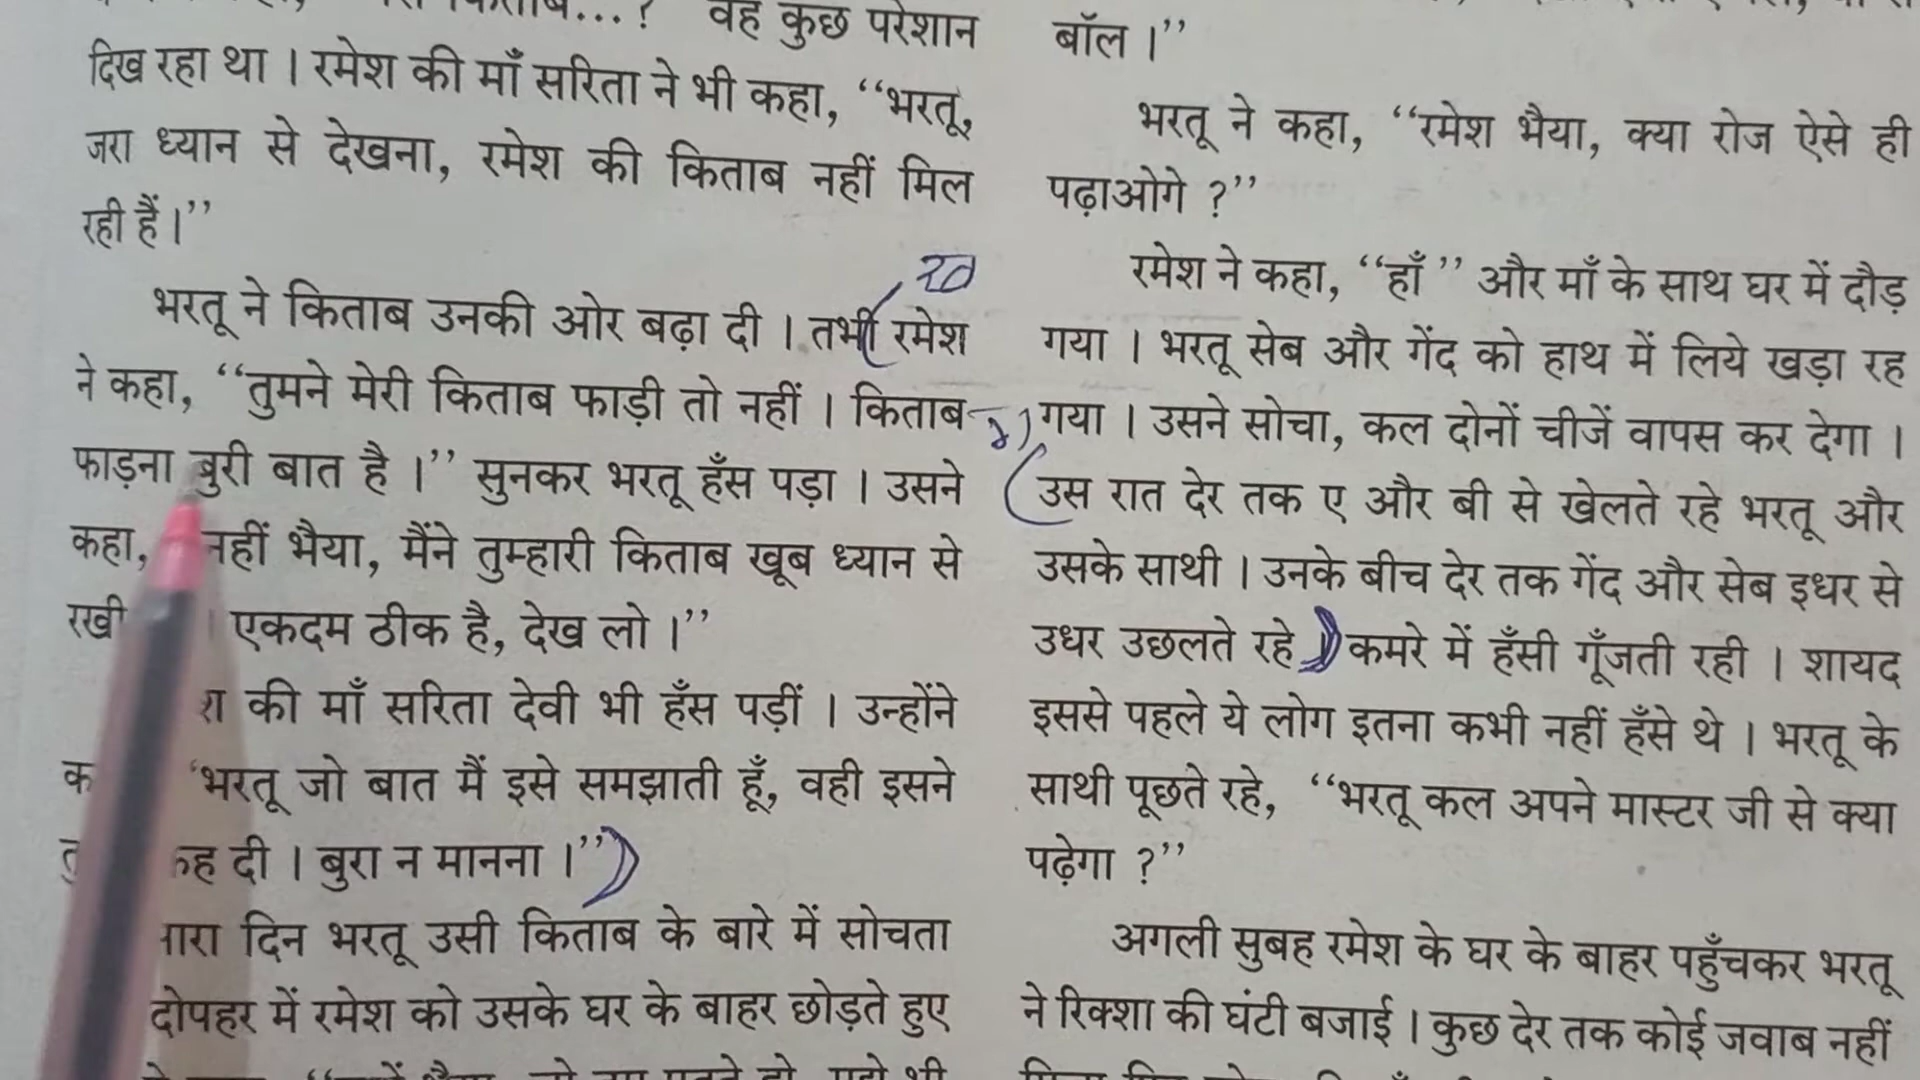 वह कुछ परेशान
दिख रहा था । रमेश की माँ सरिता ने भी कहा, “भरतू,
जरा ध्यान से देखना, रमेश की किताब नहीं मिल
रही हैं।”
भरतू ने किताब उनकी ओर बढ़ा दी । तभी रमेश
ने कहा, “तुमने मेरी किताब फाड़ी तो नहीं । किताब
फाड़ना बुरी बात है ।” सुनकर भरतू हँस पड़ा । उसने
कहा, नहीं भैया, मैंने तुम्हारी किताब खूब ध्यान से
रखी । एकदम ठीक है, देख लो ।”
की माँ सरिता देवी भी हँस पड़ीं । उन्होंने
‘भरतू जो बात मैं इसे समझाती हूँ, वही इसने
दी । बुरा न मानना ।”
दिन भरतू उसी किताब के बारे में सोचता
दोपहर में रमेश को उसके घर के बाहर छोड़ते हुए
बॉल ।”
भरतू ने कहा, “रमेश भैया, क्या रोज ऐसे ही
पढ़ाओगे ?”
रमेश ने कहा, “हाँ” और माँ के साथ घर में दौड़
गया । भरतू सेब और गेंद को हाथ में लिये खड़ा रह
गया । उसने सोचा, कल दोनों चीजें वापस कर देगा ।
उस रात देर तक ए और बी से खेलते रहे भरतू और
उसके साथी । उनके बीच देर तक गेंद और सेब इधर से
उधर उछलते रहे । कमरे में हँसी गूँजती रही । शायद
इससे पहले ये लोग इतना कभी नहीं हँसे थे । भरतू के
साथी पूछते रहे, “भरतू कल अपने मास्टर जी से क्या
पढ़ेगा ?”
अगली सुबह रमेश के घर के बाहर पहुँचकर भरतू
ने रिक्शा की घंटी बजाई । कुछ देर तक कोई जवाब नहीं